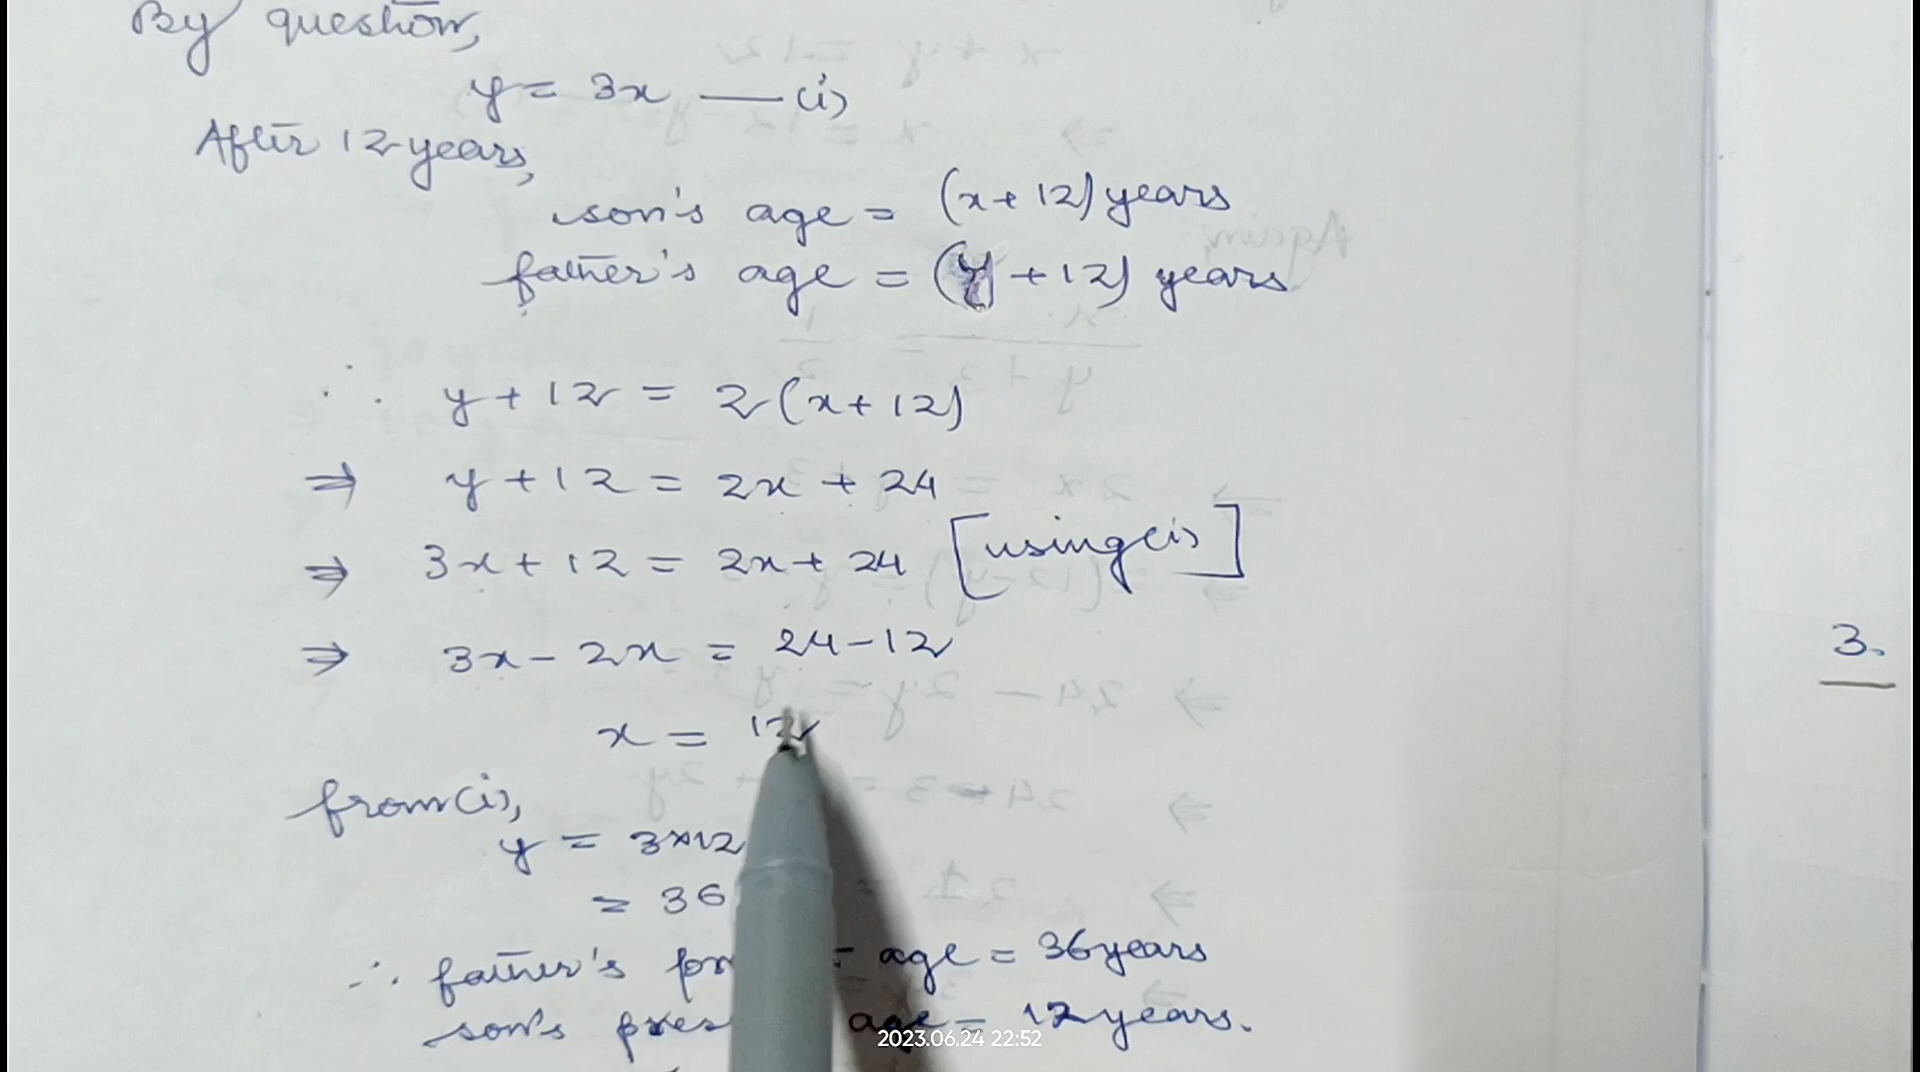 By question,
y = 3x —— (i)
After 12 years,
son's age = (x + 12) years
father's age = (y + 12) years
∴ y + 12 = 2(x + 12)
⇒ y + 12 = 2x + 24
⇒ 3x + 12 = 2x + 24 [using (i)]
⇒ 3x - 2x = 24 - 12
x = 12
from (i),
y = 3×12
= 36
∴ father's age = 36 years
son's age = 12 years.
3.
2023.06.24 22:52